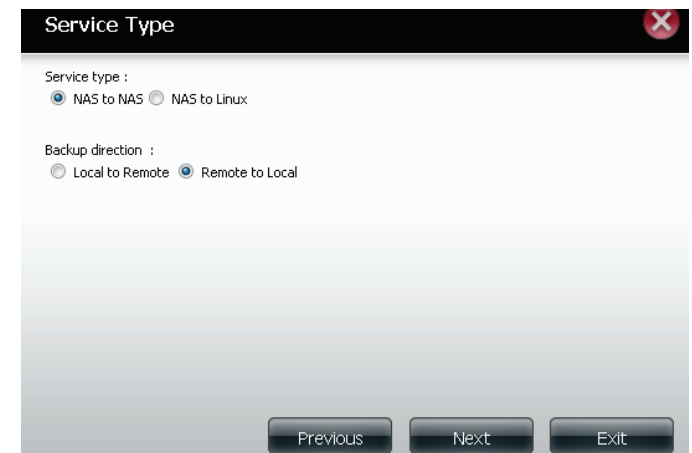 Service Type
Service type :
NAS to NAS NAS to Linux
Backup direction :
Local to Remote Remote to Local
Previous Next Exit